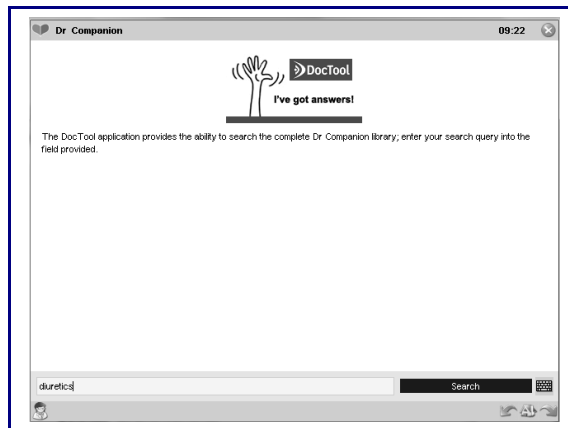 Dr Companion 09:22
DocTool
I've got answers!
The DocTool application provides the ability to search the complete Dr Companion library; enter your search query into the
field provided.
diuretics Search